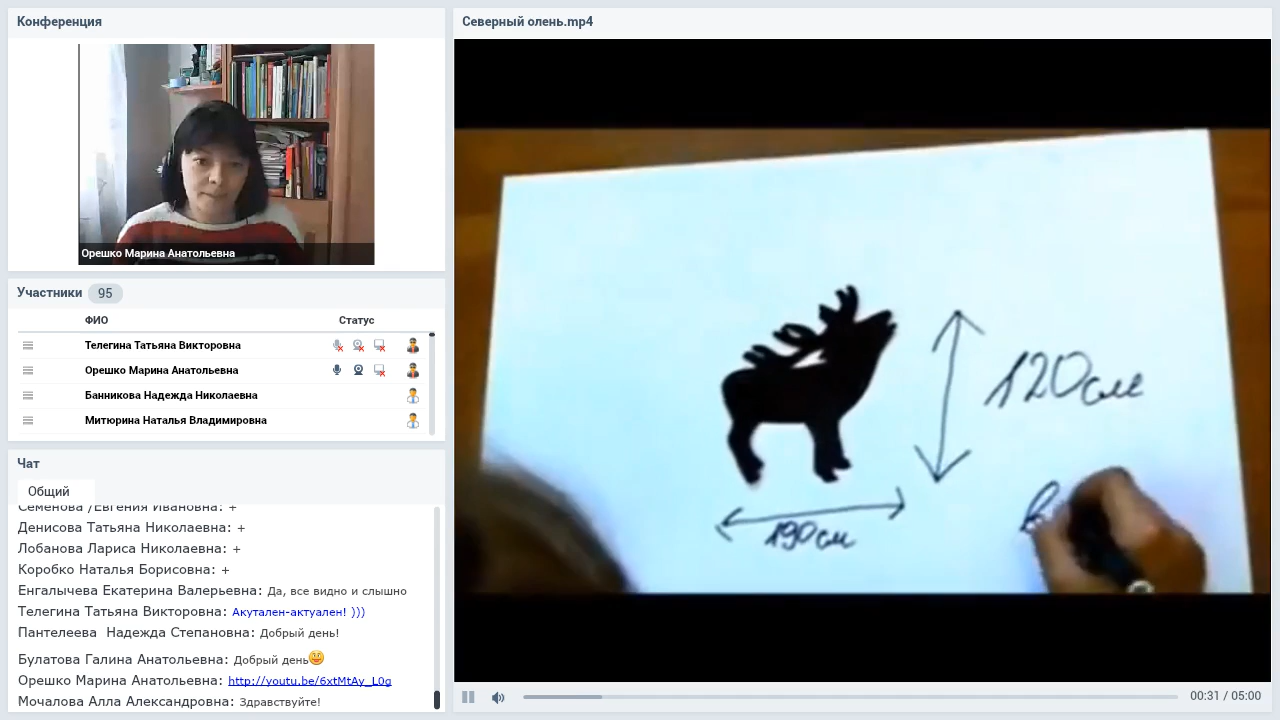 Конференция
Орешко Марина Анатольевна
Участники 95
ФИО Статус
Телегина Татьяна Викторовна
Орешко Марина Анатольевна
Банникова Надежда Николаевна
Митюрина Наталья Владимировна
Чат
Общий
Семенова /Евгения Ивановна: +
Денисова Татьяна Николаевна: +
Лобанова Лариса Николаевна: +
Коробко Наталья Борисовна: +
Енгалычева Екатерина Валерьевна: Да, все видно и слышно
Телегина Татьяна Викторовна: Акутален-актуален! )))
Пантелеева Надежда Степановна: Добрый день!
Булатова Галина Анатольевна: Добрый день
Орешко Марина Анатольевна: http://youtu.be/6xtMtAy_L0g
Мочалова Алла Александровна: Здравствуйте!
Северный олень.mp4
120см
190см
00:31 / 05:00